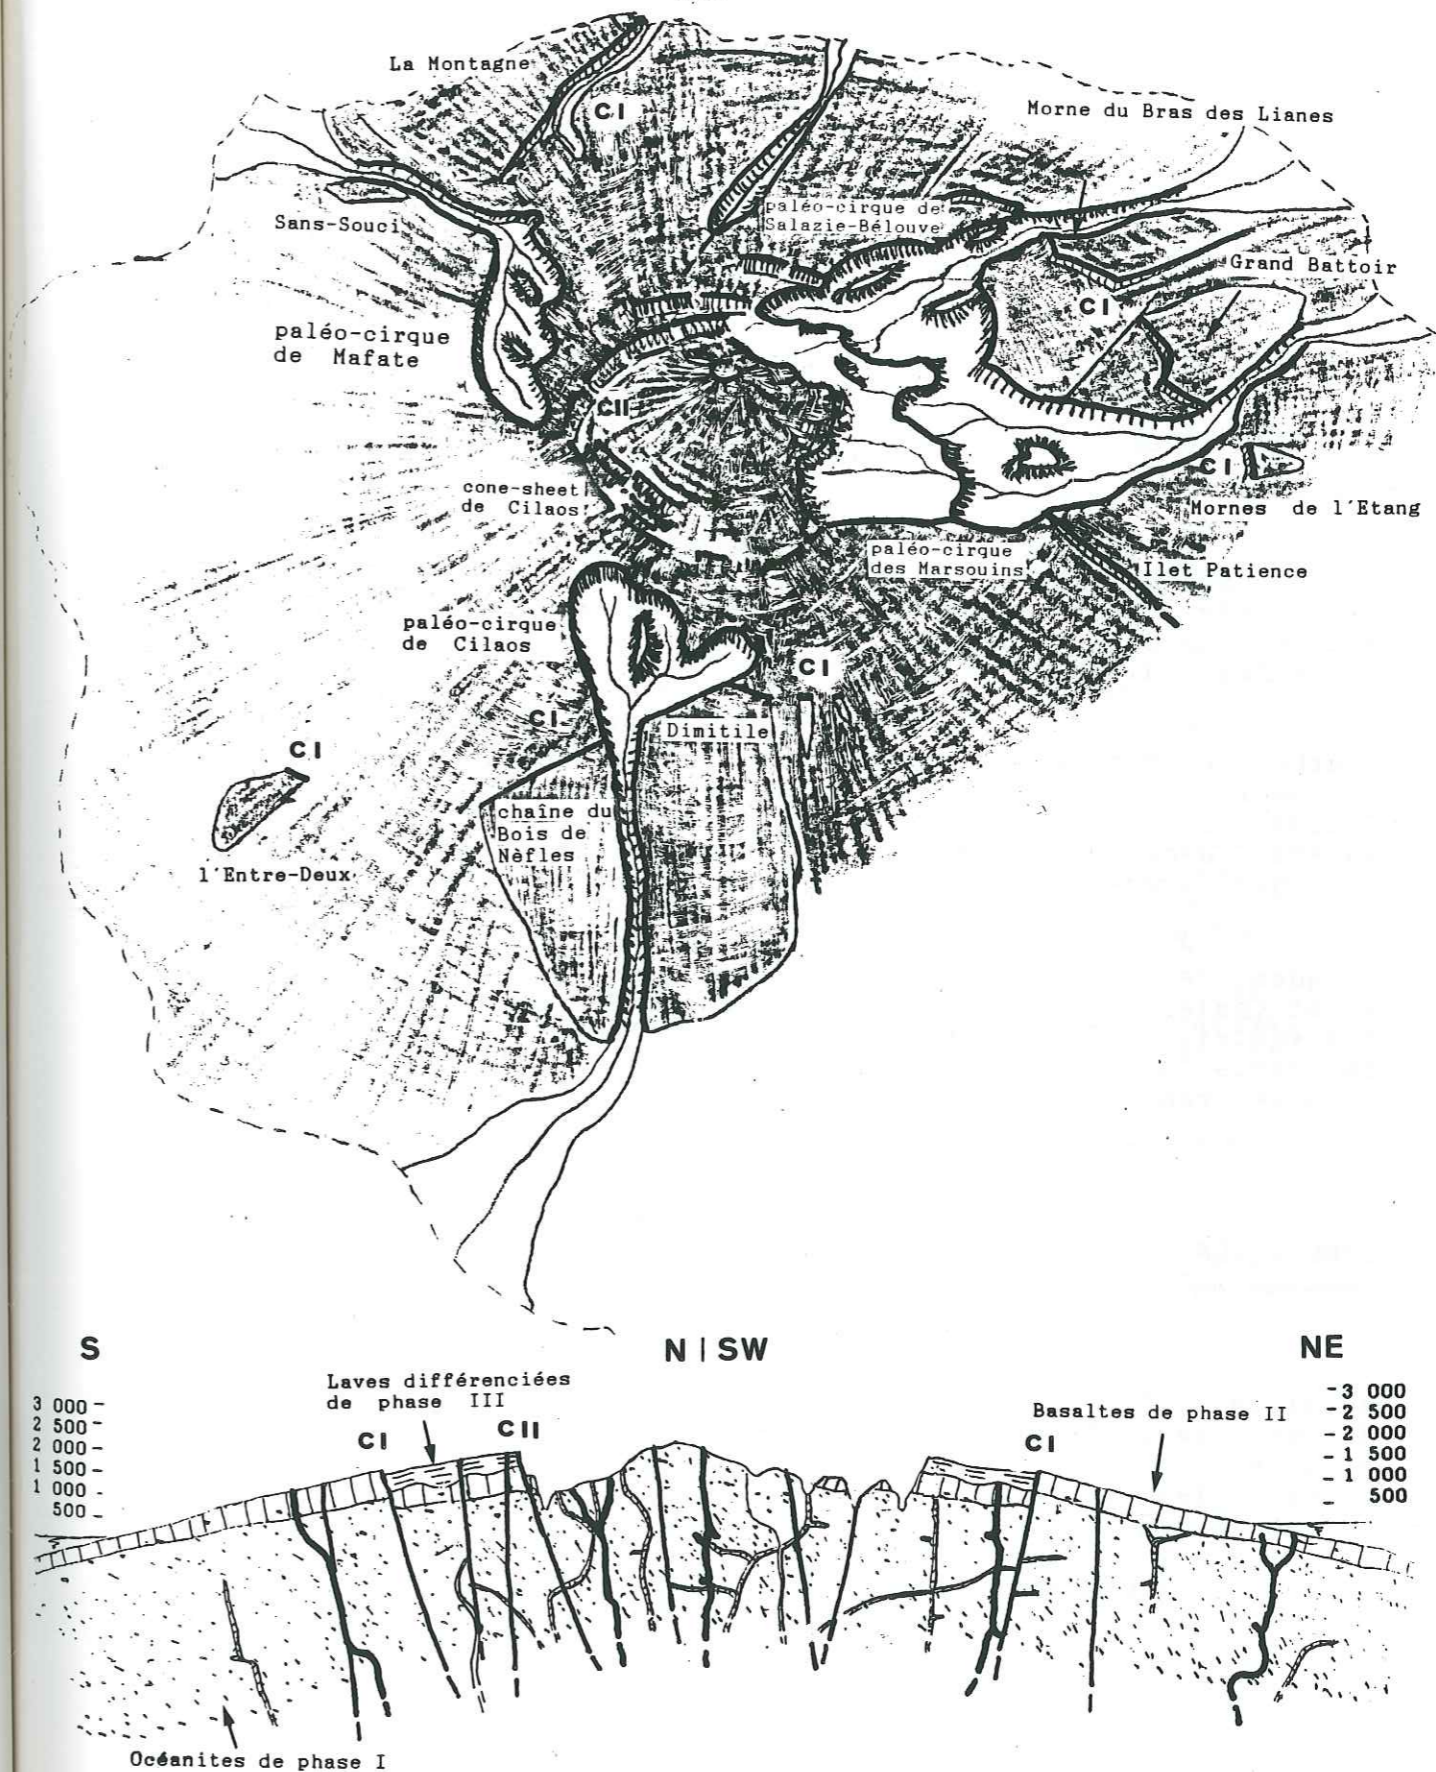 La Montagne
CI
Morne du Bras des Lianes
paléo-cirque de
Salazie-Bélouve
Sans-Souci
Grand Battoir
CI
paléo-cirque
de Mafate
CII
cone-sheet
de Cilaos
CI
Mornes de l'Etang
paléo-cirque
des Marsouins
Ilet Patience
paléo-cirque
de Cilaos
CI
CI
Dimitile
CI
chaîne du
Bois de
Nèfles
l'Entre-Deux
S
N | SW
NE
Laves différenciées
de phase III
3 000 -
2 500 -
2 000 -
1 500 -
1 000 -
500 -
CI
CII
Basaltes de phase II
CI
- 3 000
- 2 500
- 2 000
- 1 500
- 1 000
- 500
Océanites de phase I